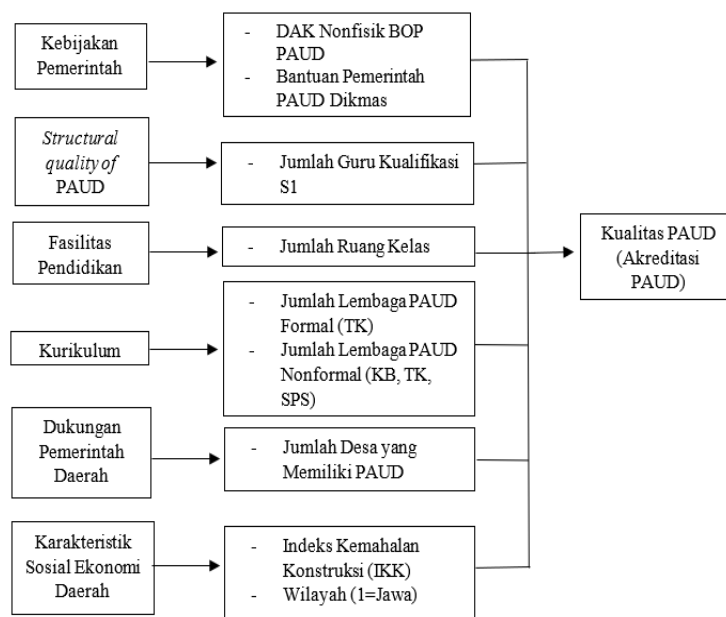 Kebijakan
Pemerintah
- DAK Nonfisik BOP
PAUD
- Bantuan Pemerintah
PAUD Dikmas
Structural
quality of
PAUD
- Jumlah Guru Kualifikasi
S1
Fasilitas
Pendidikan
- Jumlah Ruang Kelas
Kurikulum
- Jumlah Lembaga PAUD
Formal (TK)
- Jumlah Lembaga PAUD
Nonformal (KB, TK,
SPS)
Dukungan
Pemerintah
Daerah
- Jumlah Desa yang
Memiliki PAUD
Karakteristik
Sosial Ekonomi
Daerah
- Indeks Kemahalan
Konstruksi (IKK)
- Wilayah (1=Jawa)
Kualitas PAUD
(Akreditasi
PAUD)